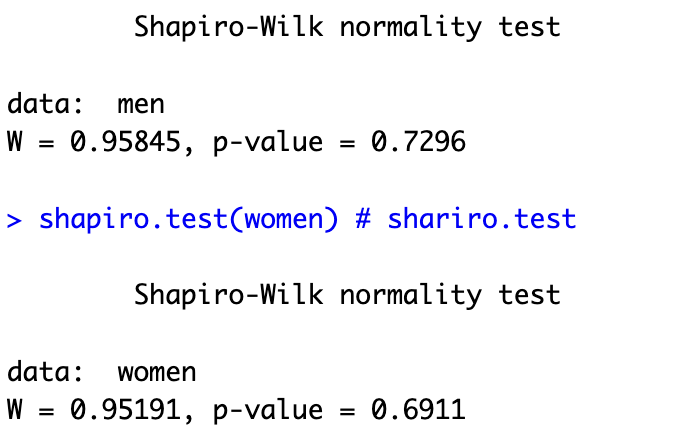 Shapiro-Wilk normality test
data:  men
W = 0.95845, p-value = 0.7296
> shapiro.test(women) # shariro.test
Shapiro-Wilk normality test
data:  women
W = 0.95191, p-value = 0.6911